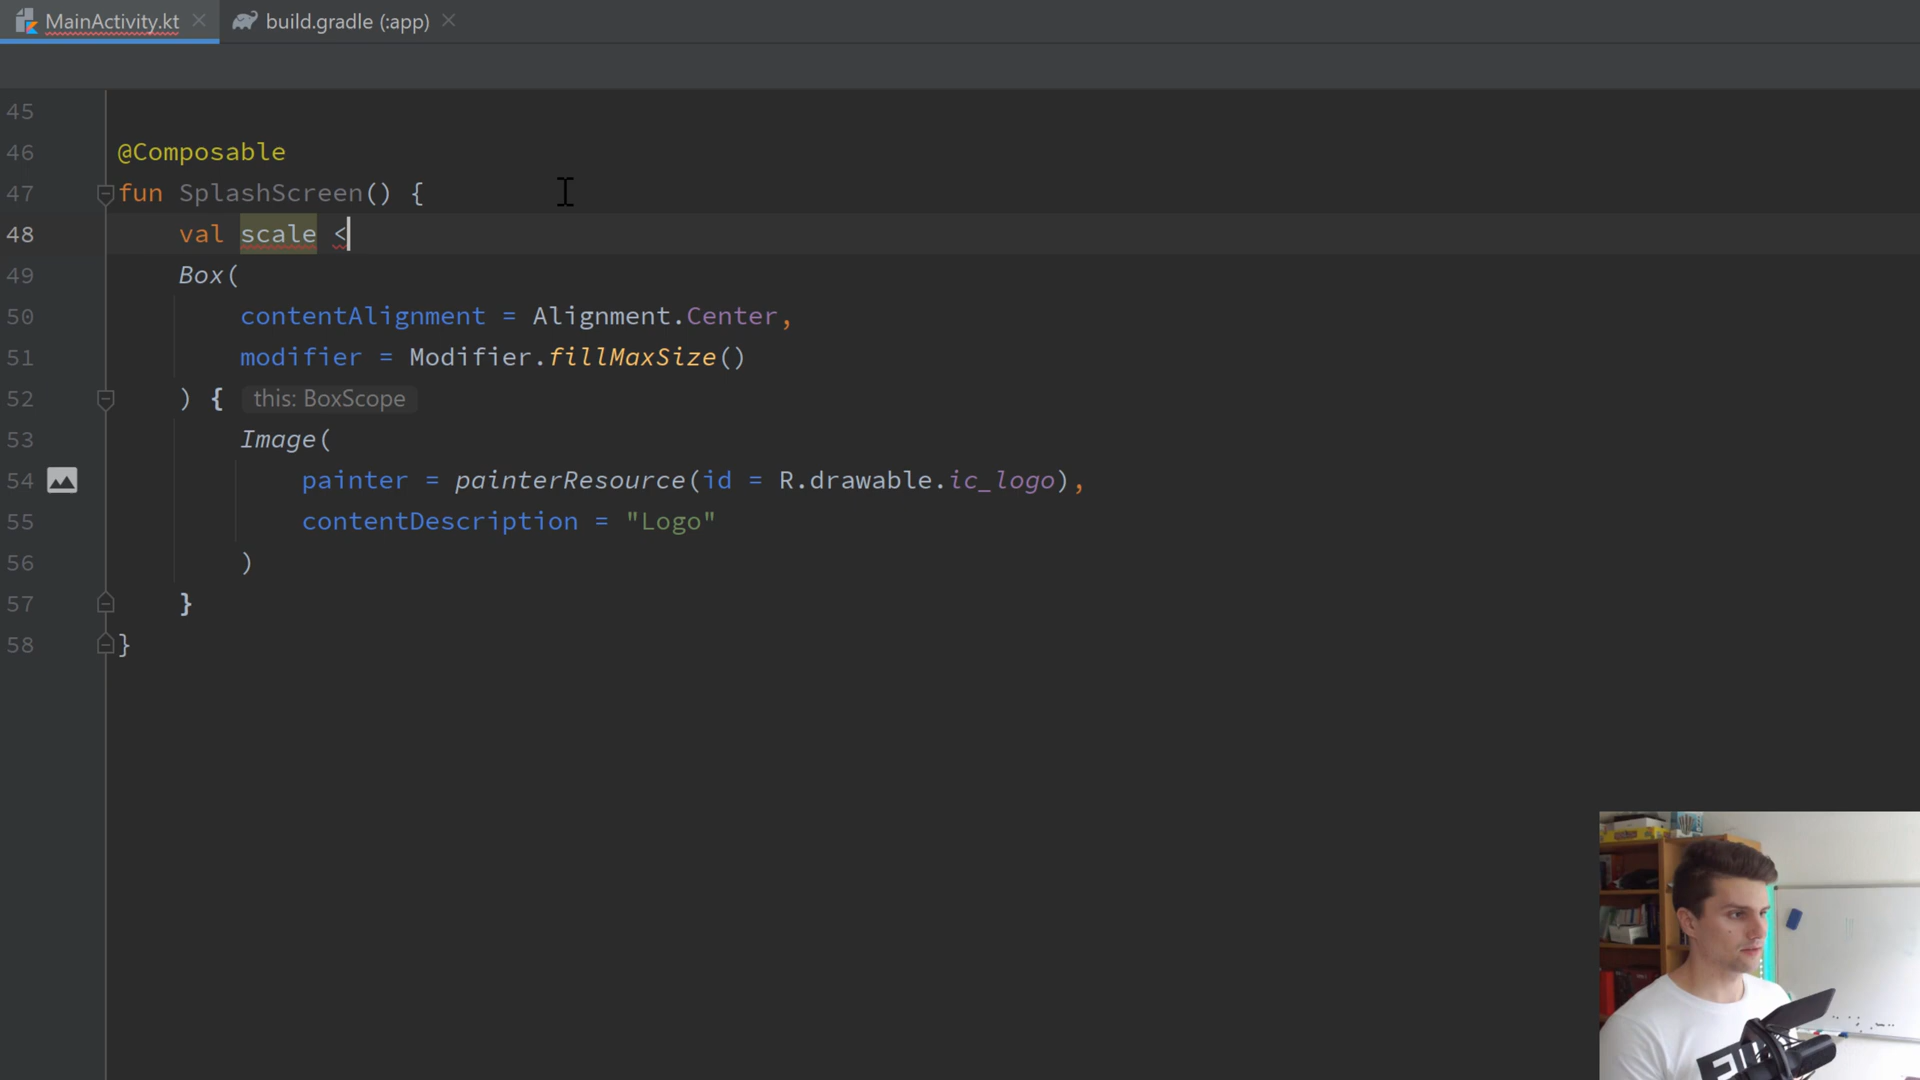 MainActivity.kt
build.gradle (:app)
45
46 @Composable
47 fun SplashScreen() {
48 val scale <
49 Box(
50 contentAlignment = Alignment.Center,
51 modifier = Modifier.fillMaxSize()
52 ) { this: BoxScope
53 Image(
54 painter = painterResource(id = R.drawable.ic_logo),
55 contentDescription = "Logo"
56 )
57 }
58 }